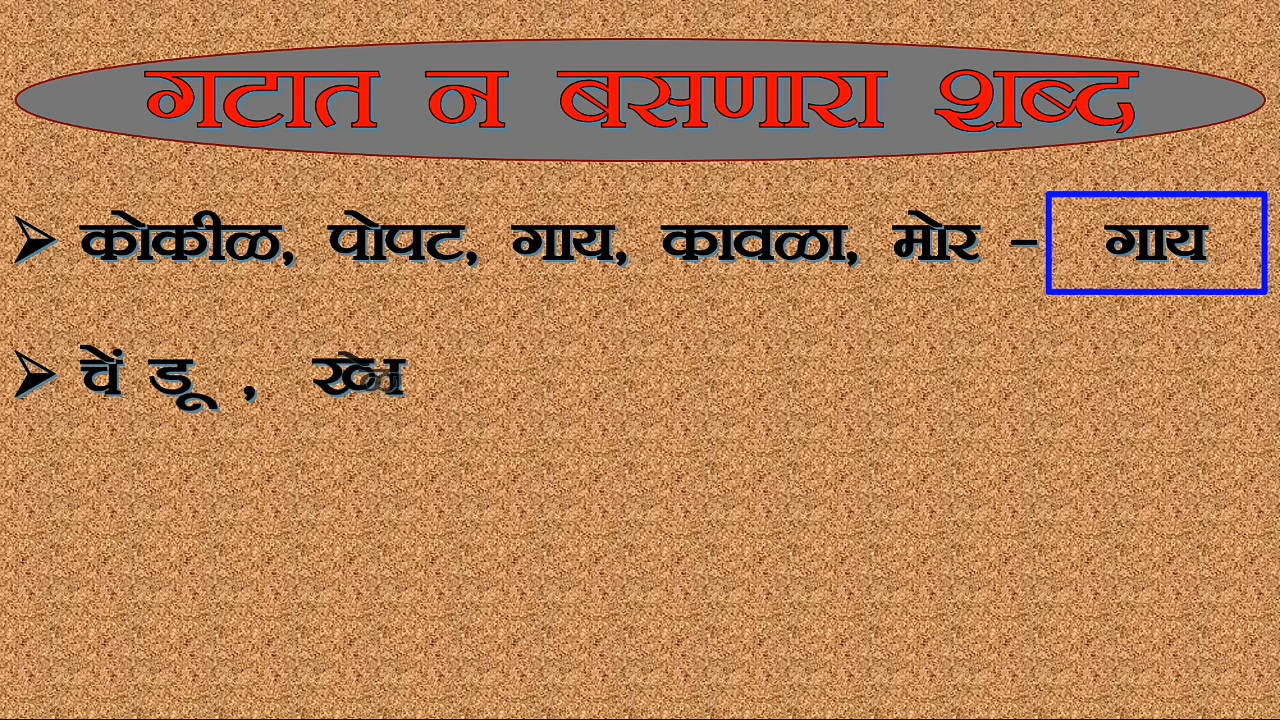 गटात न बसणारा शब्द
➢ कोकीळ, पोपट, गाय, कावळा, मोर - गाय
➢ चेंडू ,